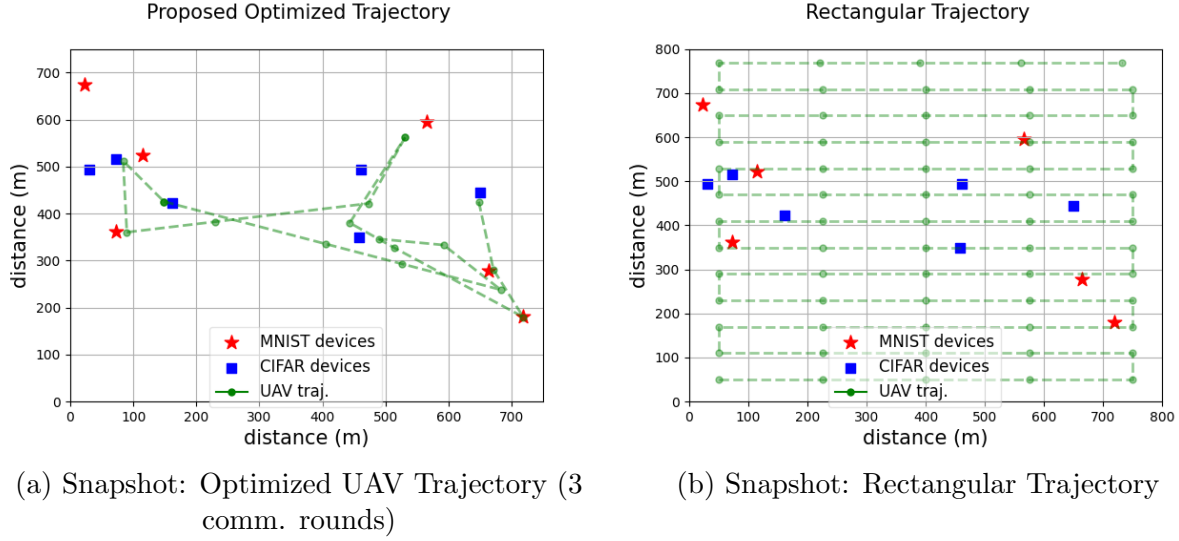 Proposed Optimized Trajectory
700
600
500
400
300
200
100
0
distance (m)
0 100 200 300 400 500 600 700
distance (m)
MNIST devices
CIFAR devices
UAV traj.
(a) Snapshot: Optimized UAV Trajectory (3
comm. rounds)
Rectangular Trajectory
800
700
600
500
400
300
200
100
0
distance (m)
0 100 200 300 400 500 600 700 800
distance (m)
MNIST devices
CIFAR devices
UAV traj.
(b) Snapshot: Rectangular Trajectory